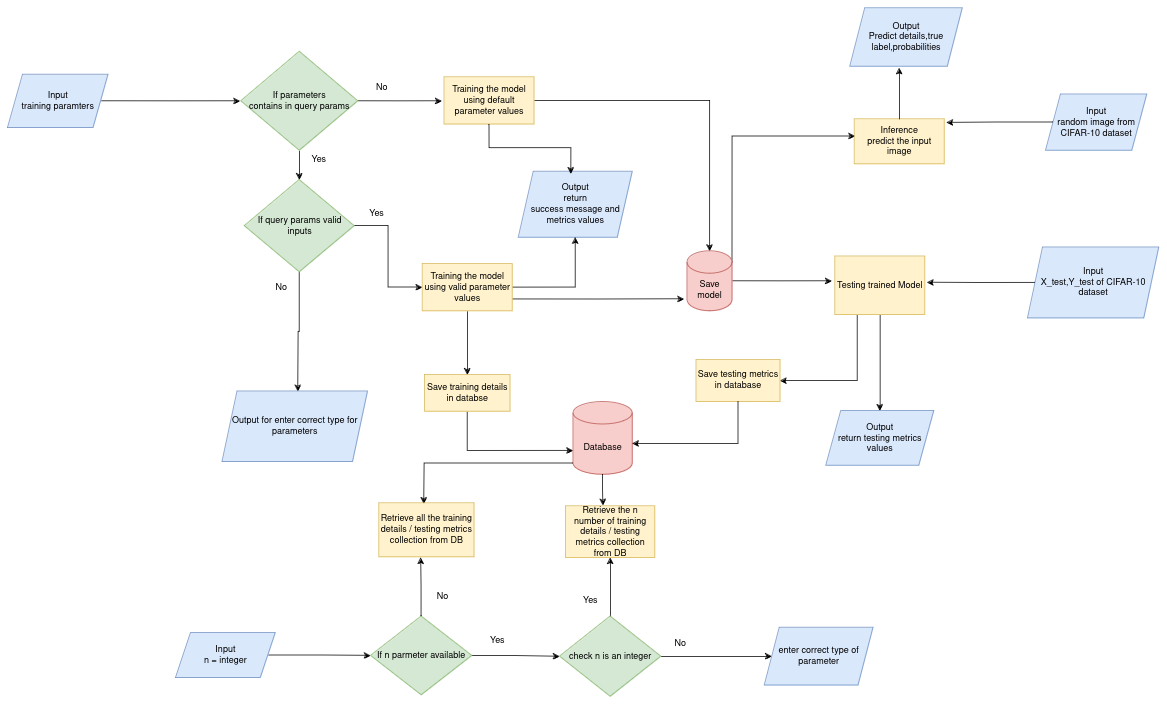 Output
Predict details,true
label,probabilities
Input
training paramters
If parameters
contains in query params
No
Training the model
using default
parameter values
Input
random image from
CIFAR-10 dataset
Inference
predict the input
image
Yes
Output
return
success message and
metrics values
If query params valid
inputs
Yes
No
Training the model
using valid parameter
values
Save
model
Testing trained Model
Input
X_test,Y_test of CIFAR-10
dataset
Save training details
in databse
Save testing metrics
in database
Output for enter correct type for
parameters
Database
Output
return testing metrics
values
Retrieve all the training
details / testing metrics
collection from DB
Retrieve the n
number of training
details / testing
metrics collection
from DB
No
Yes
Input
n = integer
If n parmeter available
Yes
check n is an integer
No
enter correct type of
parameter